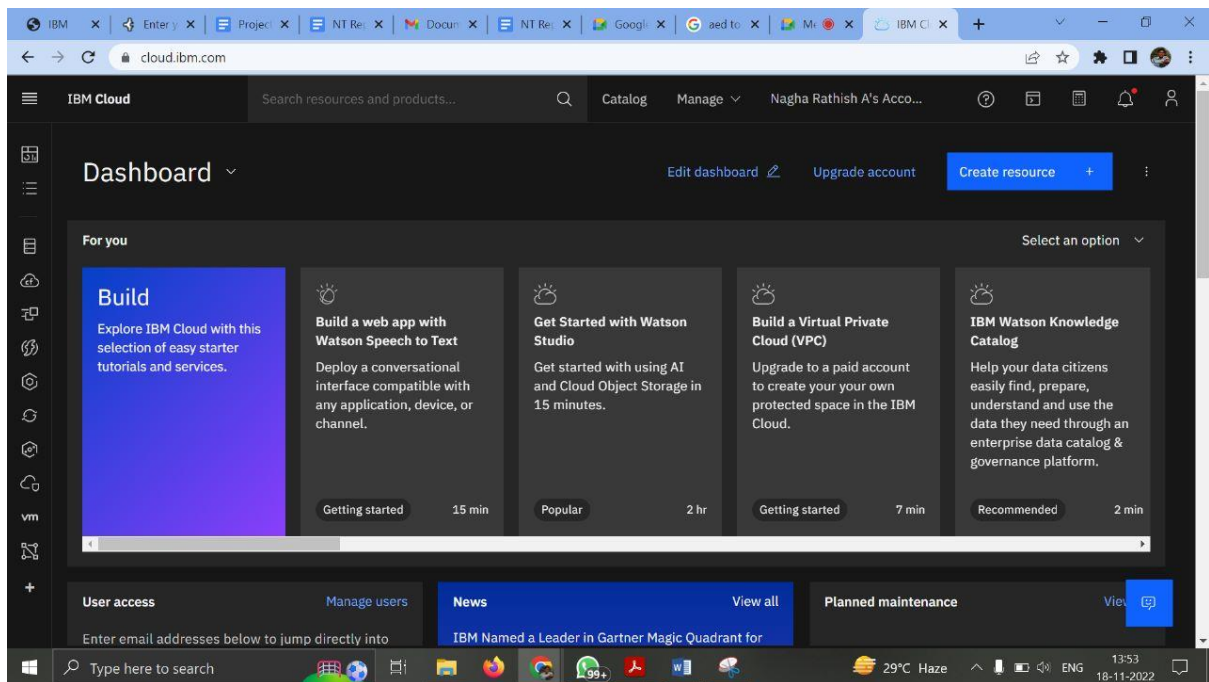 IBM
Enter y
Project
NT Rep
Docum
NT Rep
Google
aed to
Me
IBM Cl
cloud.ibm.com
IBM Cloud
Search resources and products...
Catalog
Manage
Nagha Rathish A's Acco...
Dashboard
Edit dashboard
Upgrade account
Create resource +
For you
Select an option
Build
Explore IBM Cloud with this
selection of easy starter
tutorials and services.
Build a web app with
Watson Speech to Text
Deploy a conversational
interface compatible with
any application, device, or
channel.
Getting started
15 min
Get Started with Watson
Studio
Get started with using AI
and Cloud Object Storage in
15 minutes.
Popular
2 hr
Build a Virtual Private
Cloud (VPC)
Upgrade to a paid account
to create your your own
protected space in the IBM
Cloud.
Getting started
7 min
IBM Watson Knowledge
Catalog
Help your data citizens
easily find, prepare,
understand and use the
data they need through an
enterprise data catalog &
governance platform.
Recommended
2 min
vm
User access
Manage users
Enter email addresses below to jump directly into
News
View all
IBM Named a Leader in Gartner Magic Quadrant for
Planned maintenance
View
Type here to search
99+
29°C Haze
ENG
13:53
18-11-2022